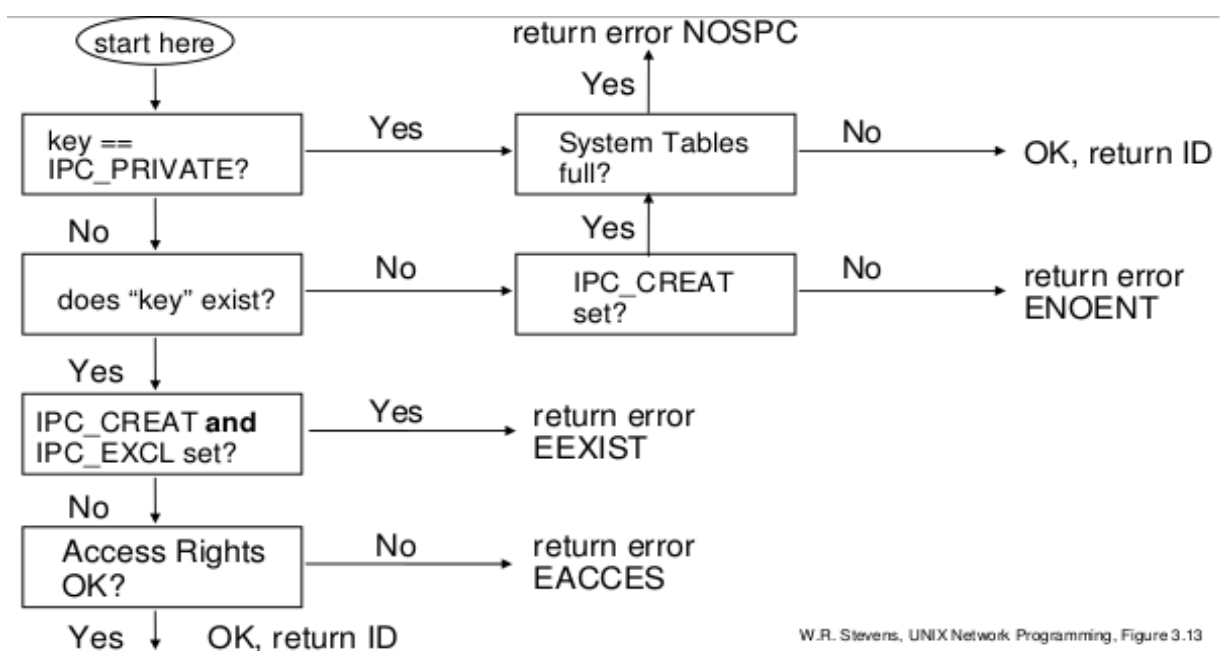 start here
return error NOSPC
Yes
key ==
IPC_PRIVATE?
Yes
System Tables
full?
No
OK, return ID
No
Yes
does “key” exist?
No
IPC_CREAT
set?
No
return error
ENOENT
Yes
IPC_CREAT and
IPC_EXCL set?
Yes
return error
EEXIST
No
Access Rights
OK?
No
return error
EACCES
Yes
OK, return ID
W.R. Stevens, UNIX Network Programming, Figure 3.13